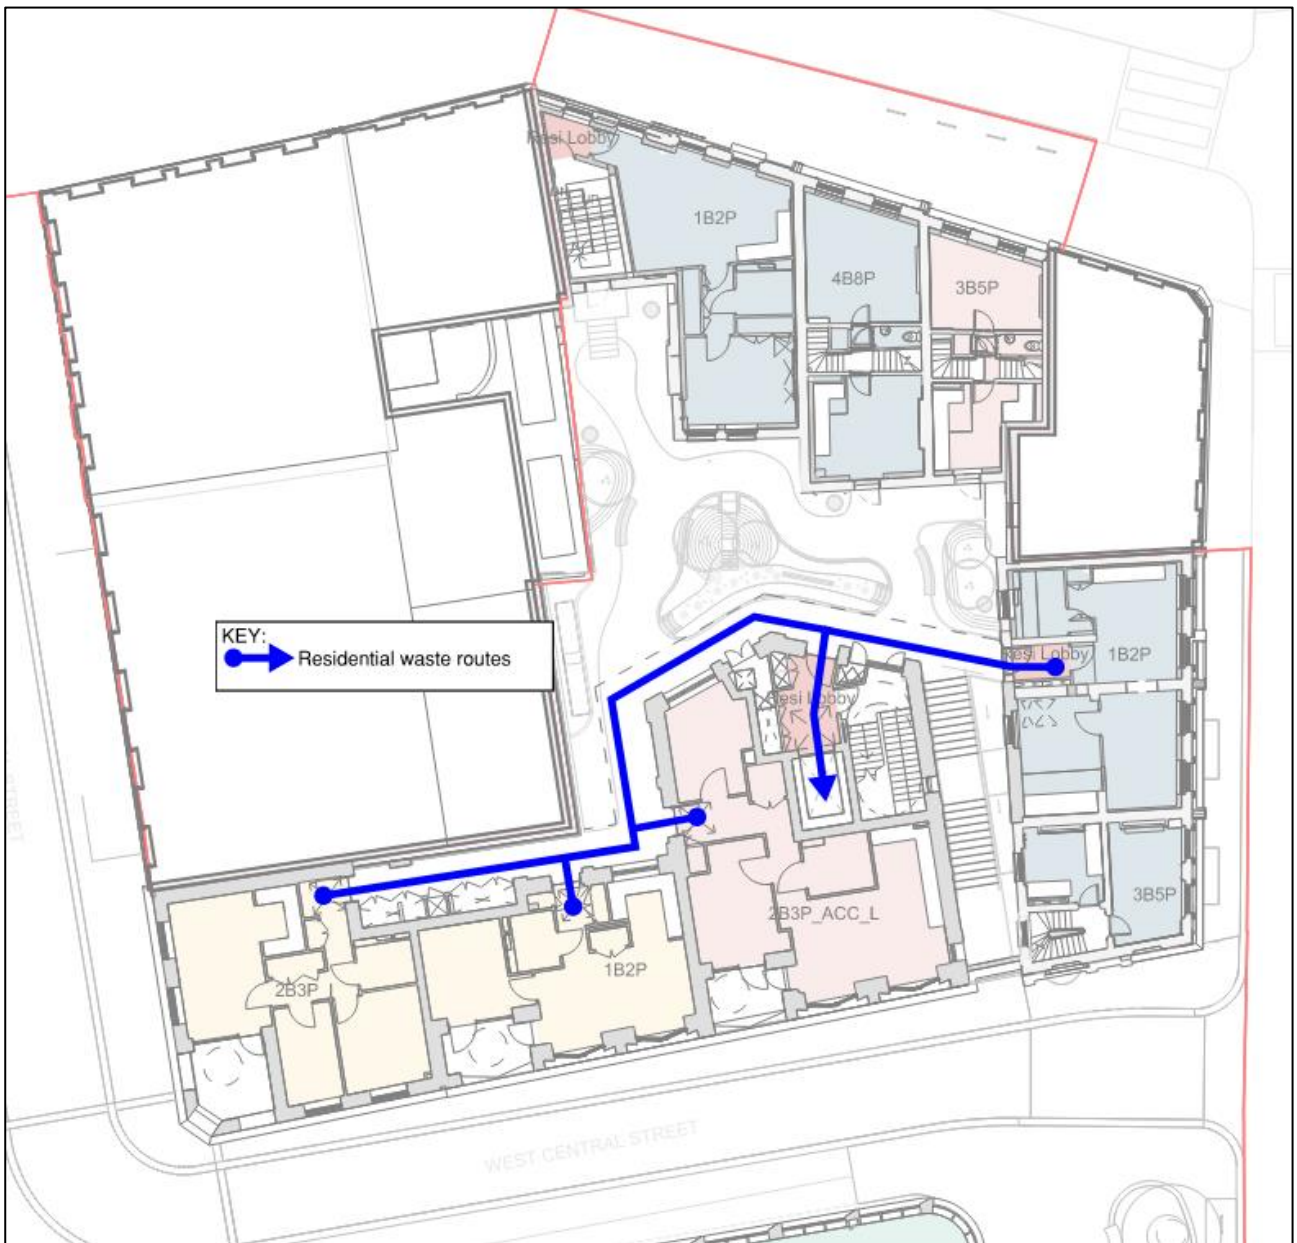 Resi Lobby
1B2P
4B8P
3B5P
KEY:
Residential waste routes
Resi Lobby
1B2P
Resi Lobby
3B5P
2B3P_ACC_L
1B2P
2B3P
WEST CENTRAL STREET